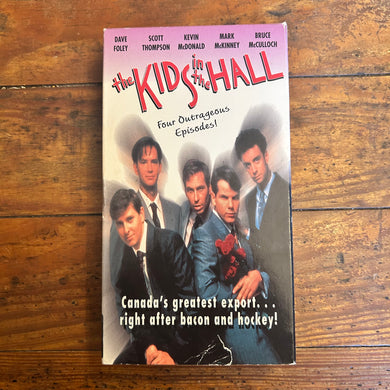 DAVE SCOTT KEVIN MARK BRUCE
FOLEY THOMPSON McDONALD McKINNEY McCULLOCH
the KIDS in the HALL
Four Outrageous
Episodes!
Canada's greatest export. . .
right after bacon and hockey!